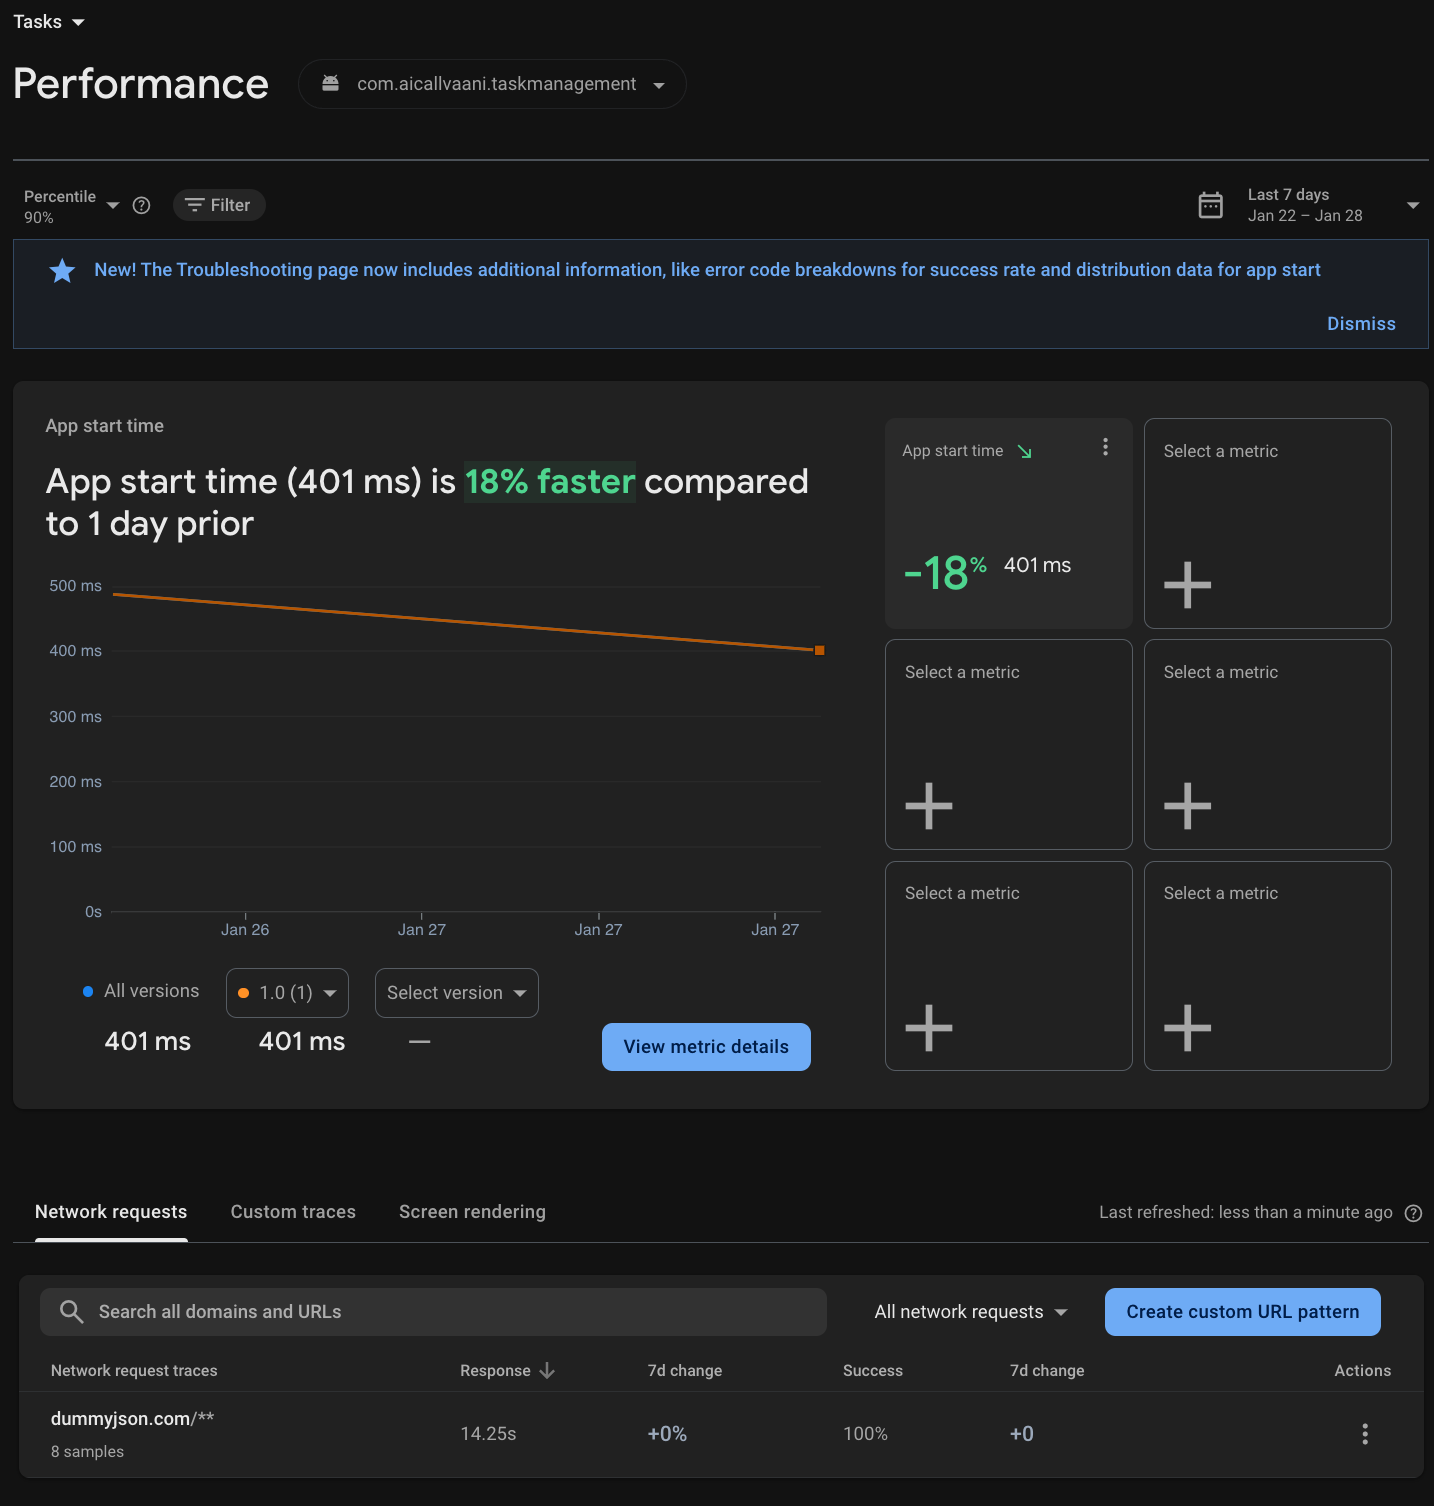 Tasks
Performance
com.aicallvaani.taskmanagement
Percentile
90%
Filter
Last 7 days
Jan 22 – Jan 28
New! The Troubleshooting page now includes additional information, like error code breakdowns for success rate and distribution data for app start
Dismiss
App start time
App start time (401 ms) is 18% faster compared
to 1 day prior
500 ms
400 ms
300 ms
200 ms
100 ms
0s
Jan 26
Jan 27
Jan 27
Jan 27
All versions
1.0 (1)
Select version
401 ms
401 ms
—
View metric details
App start time
-18%
401 ms
Select a metric
Select a metric
Select a metric
Select a metric
Select a metric
Network requests
Custom traces
Screen rendering
Last refreshed: less than a minute ago
Search all domains and URLs
All network requests
Create custom URL pattern
Network request traces
Response
7d change
Success
7d change
Actions
dummyjson.com/**
8 samples
14.25s
+0%
100%
+0